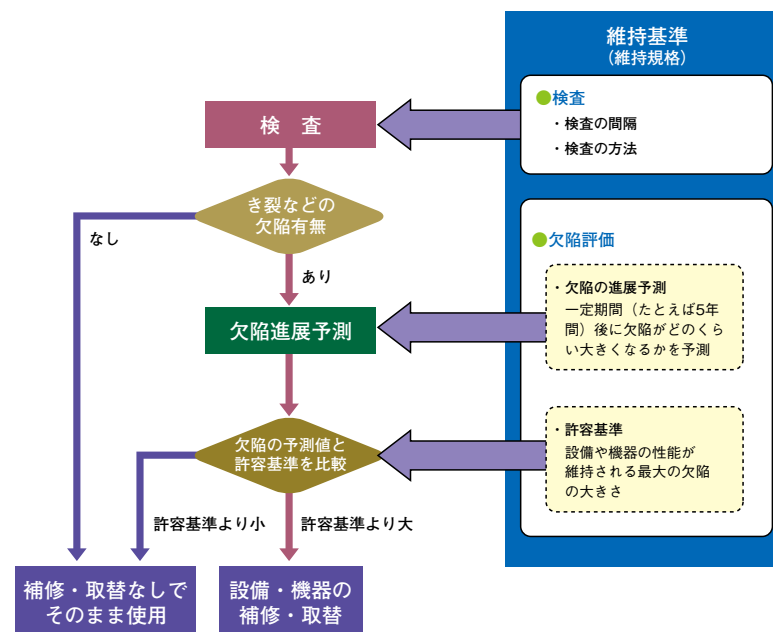 維持基準
（維持規格）
●検査
・検査の間隔
・検査の方法
検　査
き裂などの
欠陥有無
なし
あり
●欠陥評価
・欠陥の進展予測
一定期間（たとえば5年
間）後に欠陥がどのくら
い大きくなるかを予測
欠陥進展予測
・許容基準
設備や機器の性能が
維持される最大の欠陥
の大きさ
欠陥の予測値と
許容基準を比較
許容基準より小
許容基準より大
補修・取替なしで
そのまま使用
設備・機器の
補修・取替